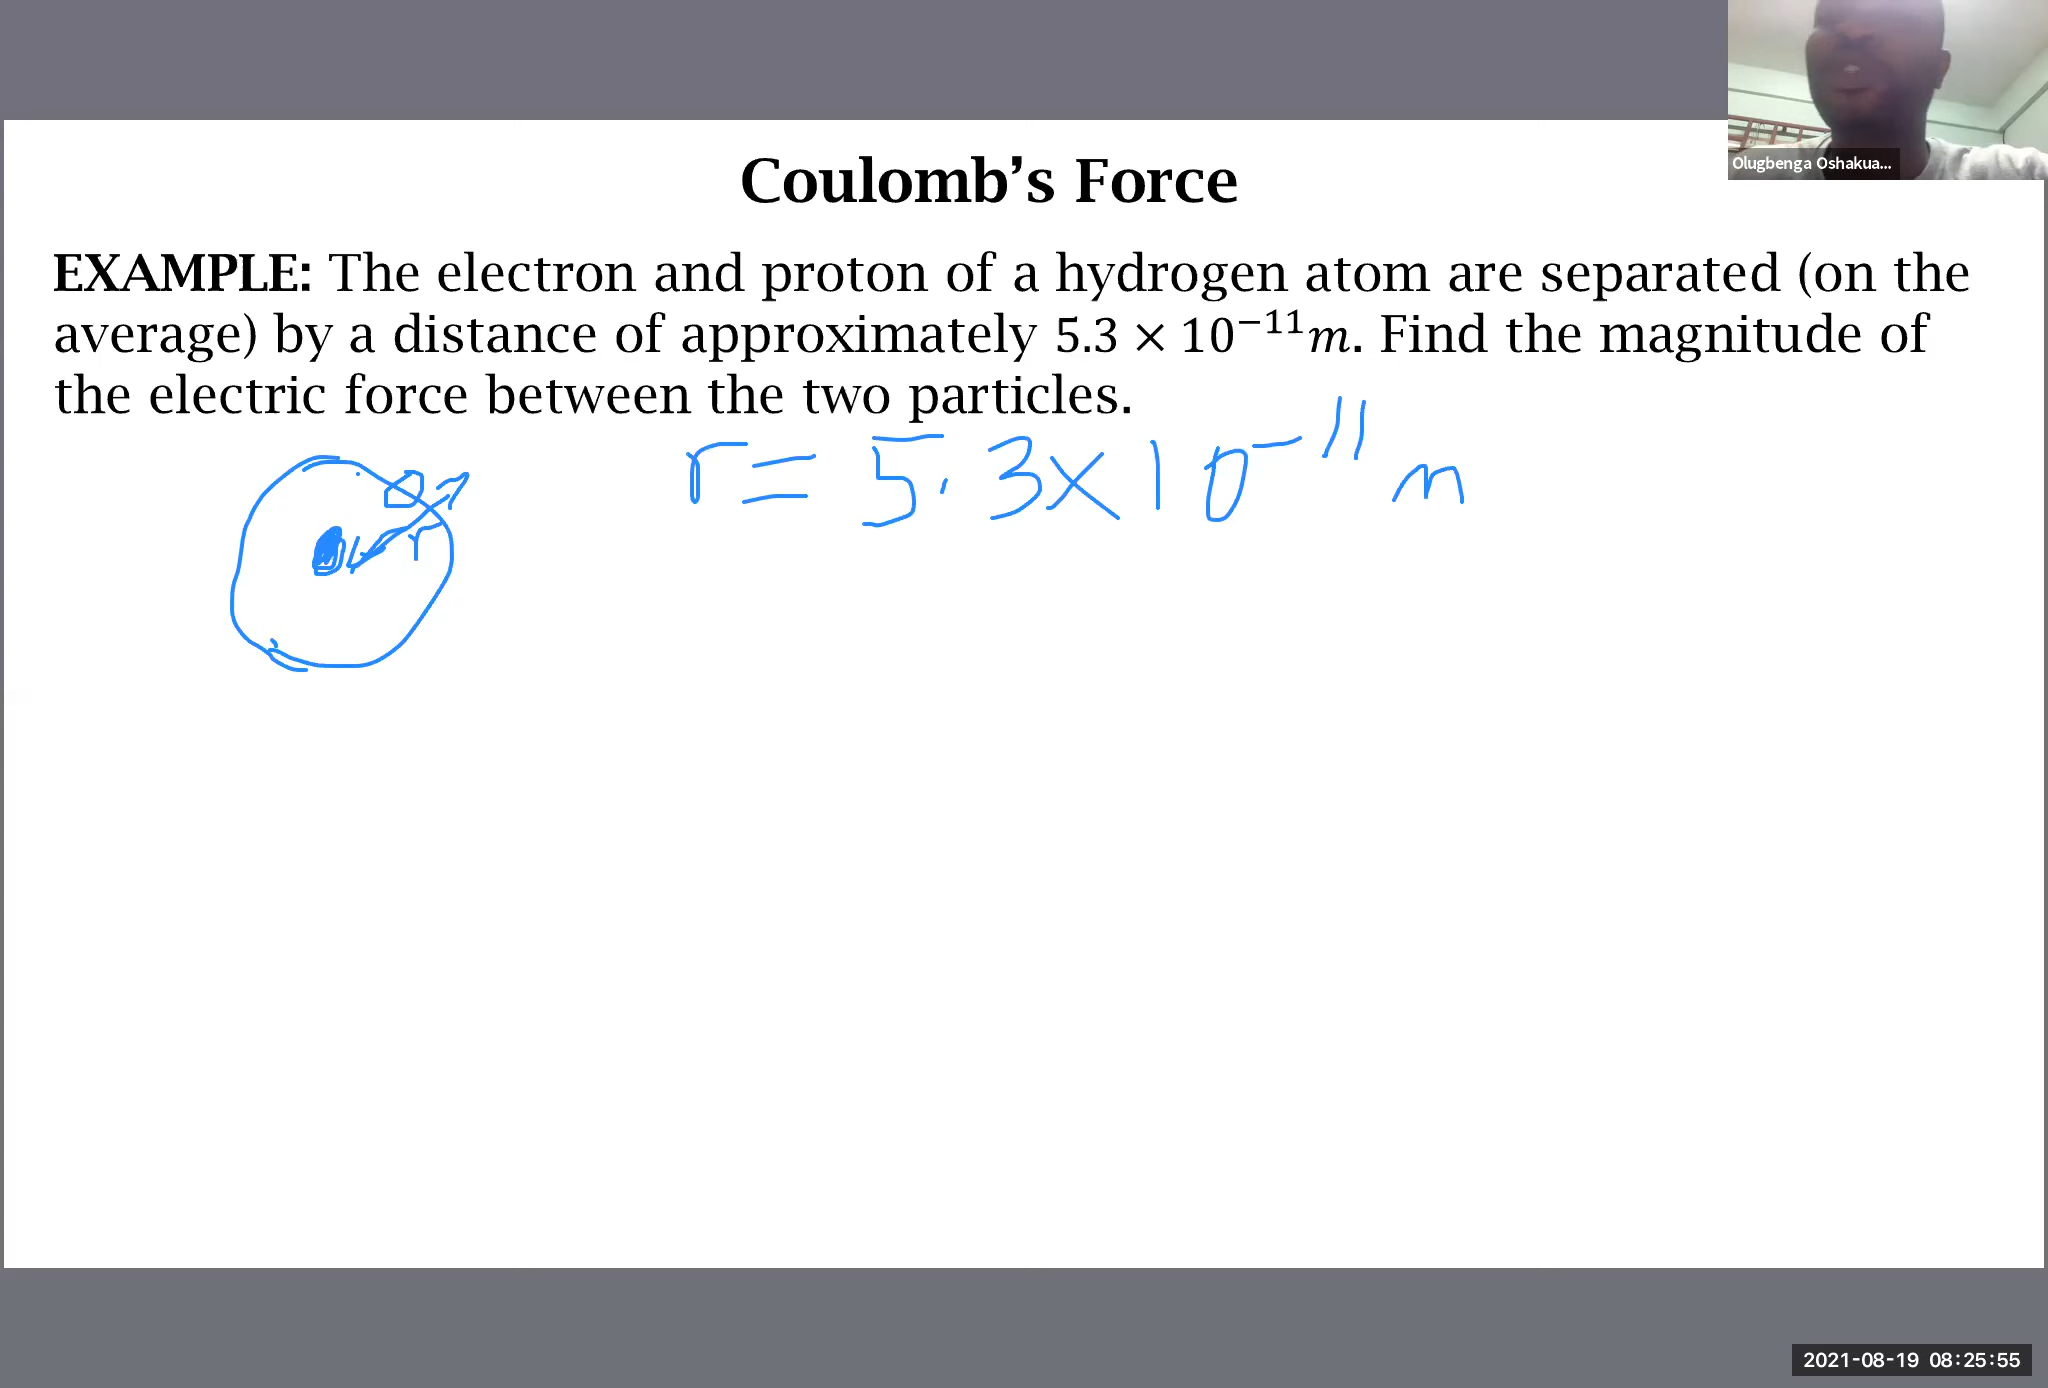 Olugbenga Oshakua...
Coulomb’s Force
EXAMPLE: The electron and proton of a hydrogen atom are separated (on the
average) by a distance of approximately 5.3 × 10⁻¹¹m. Find the magnitude of
the electric force between the two particles.
r = 5.3 x 10⁻¹¹ m
r
2021-08-19 08:25:55